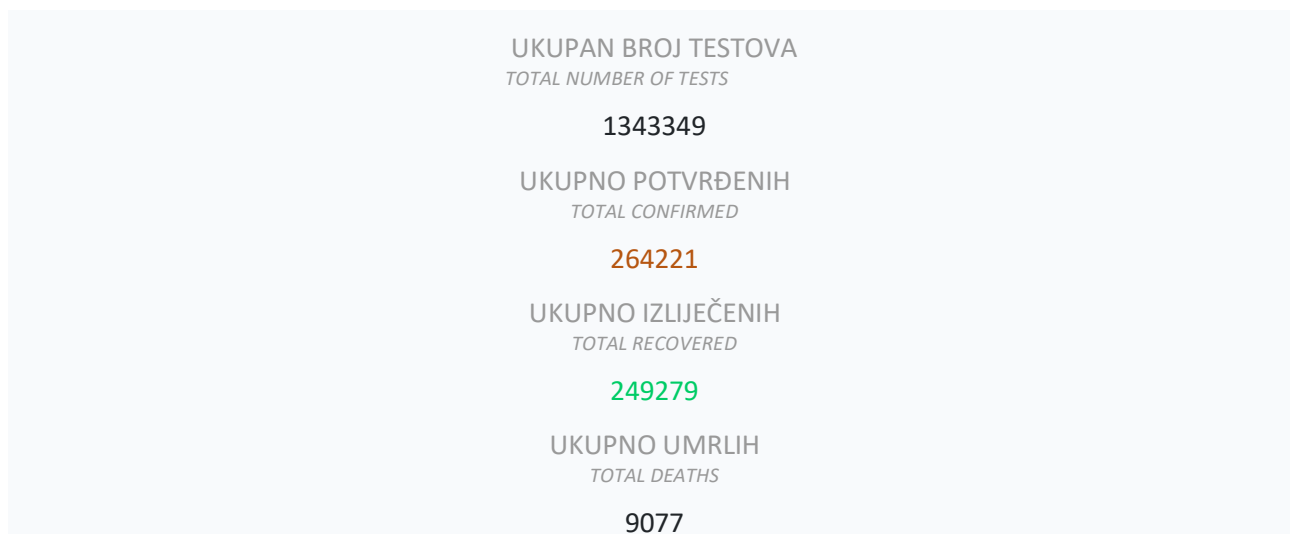 UKUPAN BROJ TESTOVA
TOTAL NUMBER OF TESTS
1343349
UKUPNO POTVRĐENIH
TOTAL CONFIRMED
264221
UKUPNO IZLIJEČENIH
TOTAL RECOVERED
249279
UKUPNO UMRLIH
TOTAL DEATHS
9077